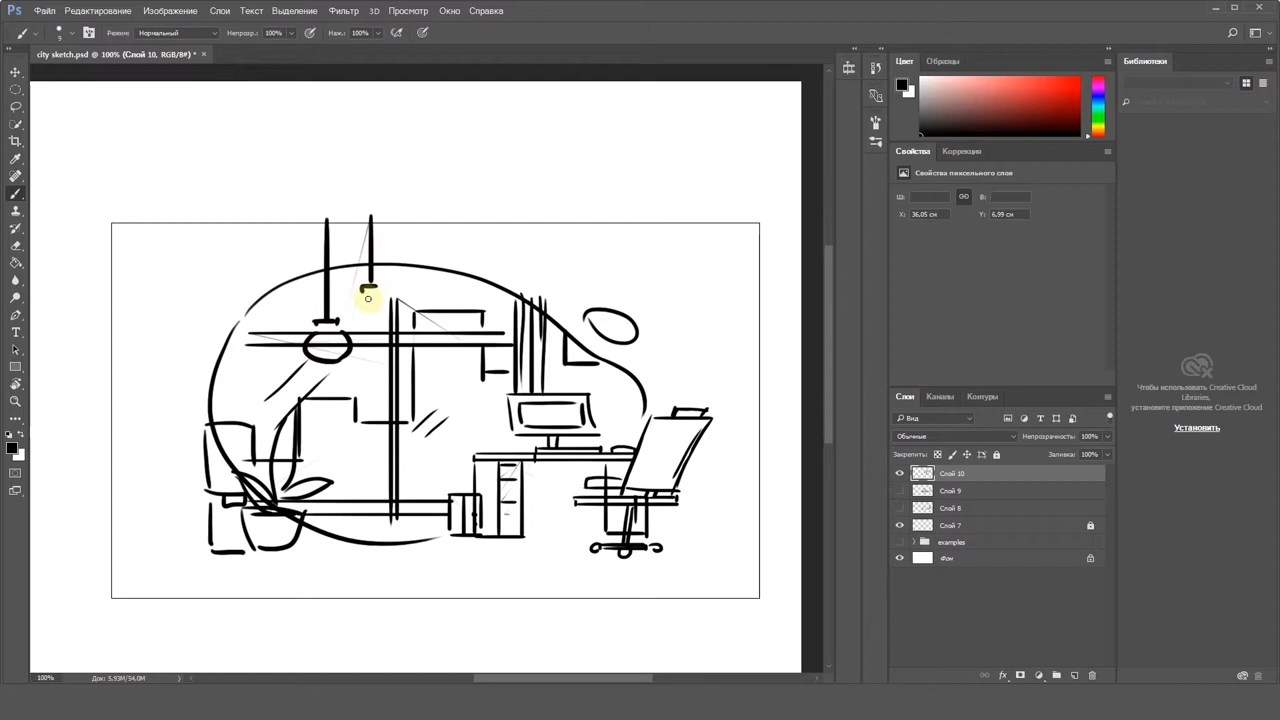 Ps Файл Редактирование Изображение Слои Текст Выделение Фильтр 3D Просмотр Окно Справка
9 Режим: Нормальный Непрозр.: 100% Наж.: 100%
city sketch.psd @ 100% (Слой 10, RGB/8#) * ×
Цвет Образцы
Библиотеки
Свойства Коррекция
Свойства пиксельного слоя
Ш: В:
X: 36,05 см Y: 6,99 см
Чтобы использовать Creative Cloud
Libraries,
установите приложение Creative Cloud
Установить
Слои Каналы Контуры
Вид
Обычные Непрозрачность: 100%
Закрепить: Заливка: 100%
Слой 10
Слой 9
Слой 8
Слой 7
examples
Фон
100% Док: 5,93M/54,0M
fx